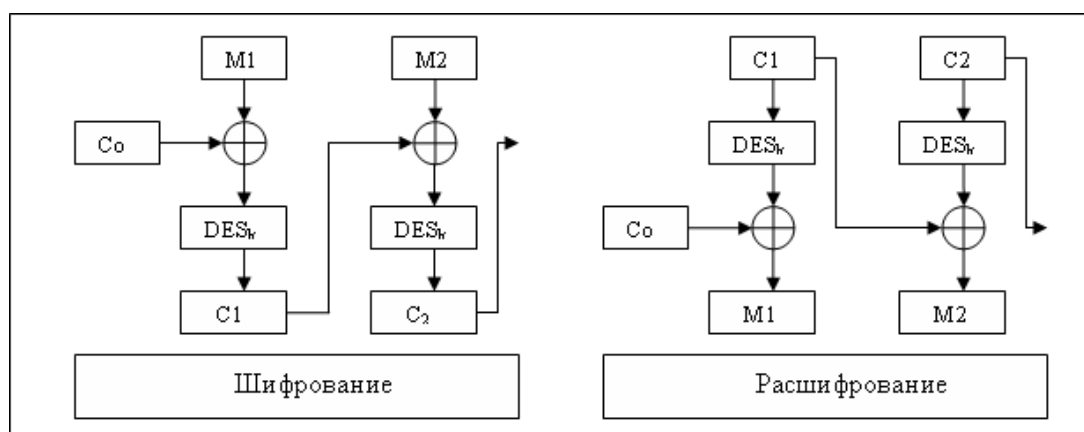 M1
M2
Co
DESk
DESk
C1
C2
Шифрование
C1
C2
DESk
DESk
Co
M1
M2
Расшифрование